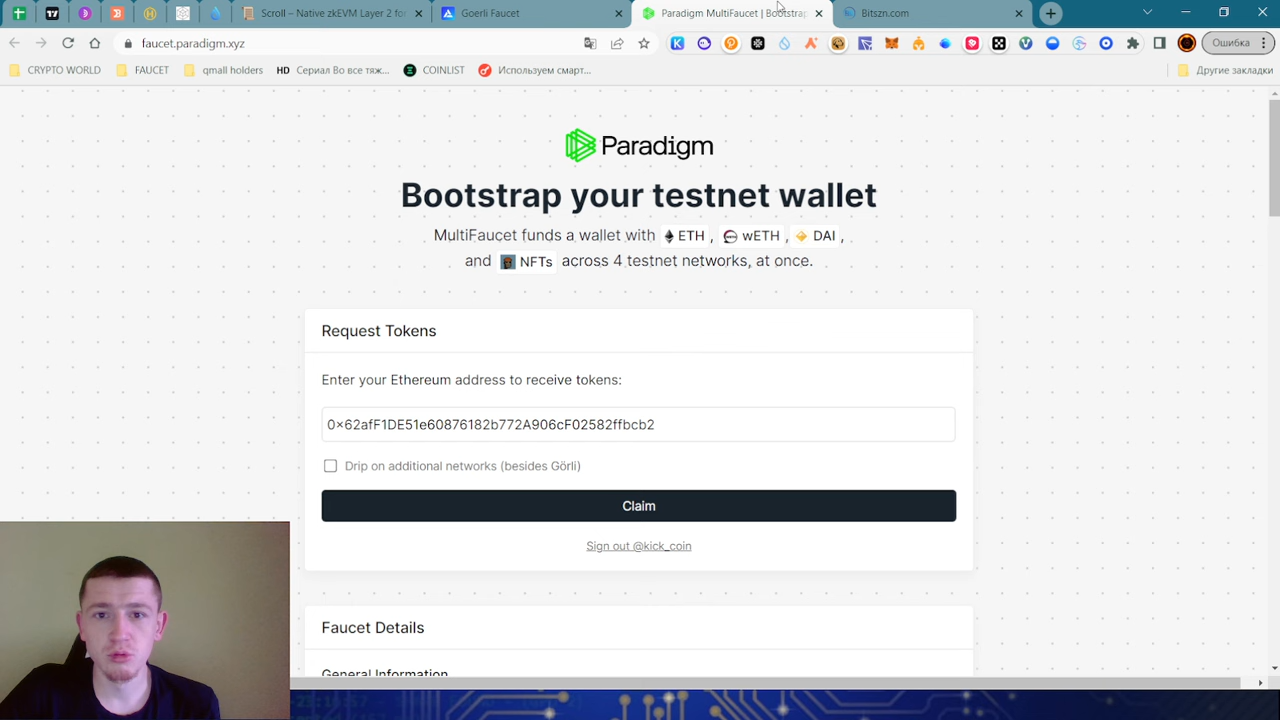 Scroll – Native zkEVM Layer 2 fo
Goerli Faucet
Paradigm MultiFaucet | Bootstrap
Bitszn.com
faucet.paradigm.xyz
Ошибка
CRYPTO WORLD
FAUCET
qmall holders
HD Сериал Во все тяж...
COINLIST
Используем смарт...
Другие закладки
Paradigm
Bootstrap your testnet wallet
MultiFaucet funds a wallet with ETH , wETH , DAI ,
and NFTs across 4 testnet networks, at once.
Request Tokens
Enter your Ethereum address to receive tokens:
0×62afF1DE51e60876182b772A906cF02582ffbcb2
Drip on additional networks (besides Görli)
Claim
Sign out @kick_coin
Faucet Details
General Information